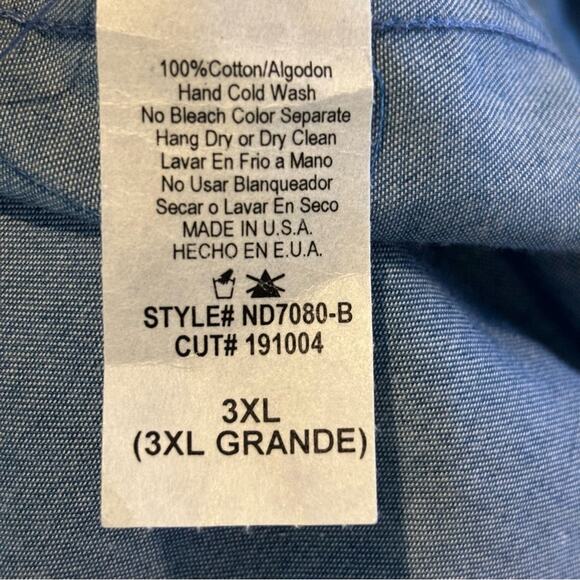 100%Cotton/Algodon
Hand Cold Wash
No Bleach Color Separate
Hang Dry or Dry Clean
Lavar En Frio a Mano
No Usar Blanqueador
Secar o Lavar En Seco
MADE IN U.S.A.
HECHO EN E.U.A.
STYLE# ND7080-B
CUT# 191004
3XL
(3XL GRANDE)